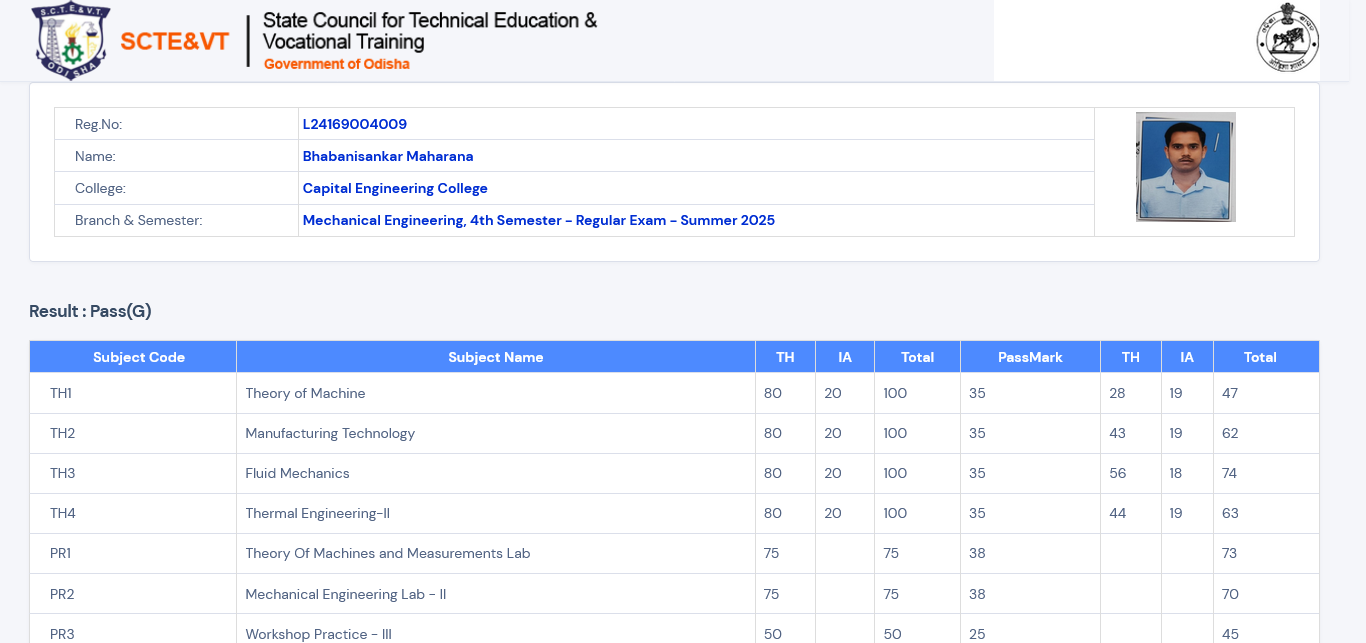 S.C.T.E.& V.T.
ODISHA
SCTE&VT
State Council for Technical Education &
Vocational Training
Government of Odisha
Reg.No: L24169004009
Name: Bhabanisankar Maharana
College: Capital Engineering College
Branch & Semester: Mechanical Engineering, 4th Semester - Regular Exam - Summer 2025
Result : Pass(G)
Subject Code Subject Name TH IA Total PassMark TH IA Total
TH1 Theory of Machine 80 20 100 35 28 19 47
TH2 Manufacturing Technology 80 20 100 35 43 19 62
TH3 Fluid Mechanics 80 20 100 35 56 18 74
TH4 Thermal Engineering-II 80 20 100 35 44 19 63
PR1 Theory Of Machines and Measurements Lab 75 75 38 73
PR2 Mechanical Engineering Lab - II 75 75 38 70
PR3 Workshop Practice - III 50 50 25 45